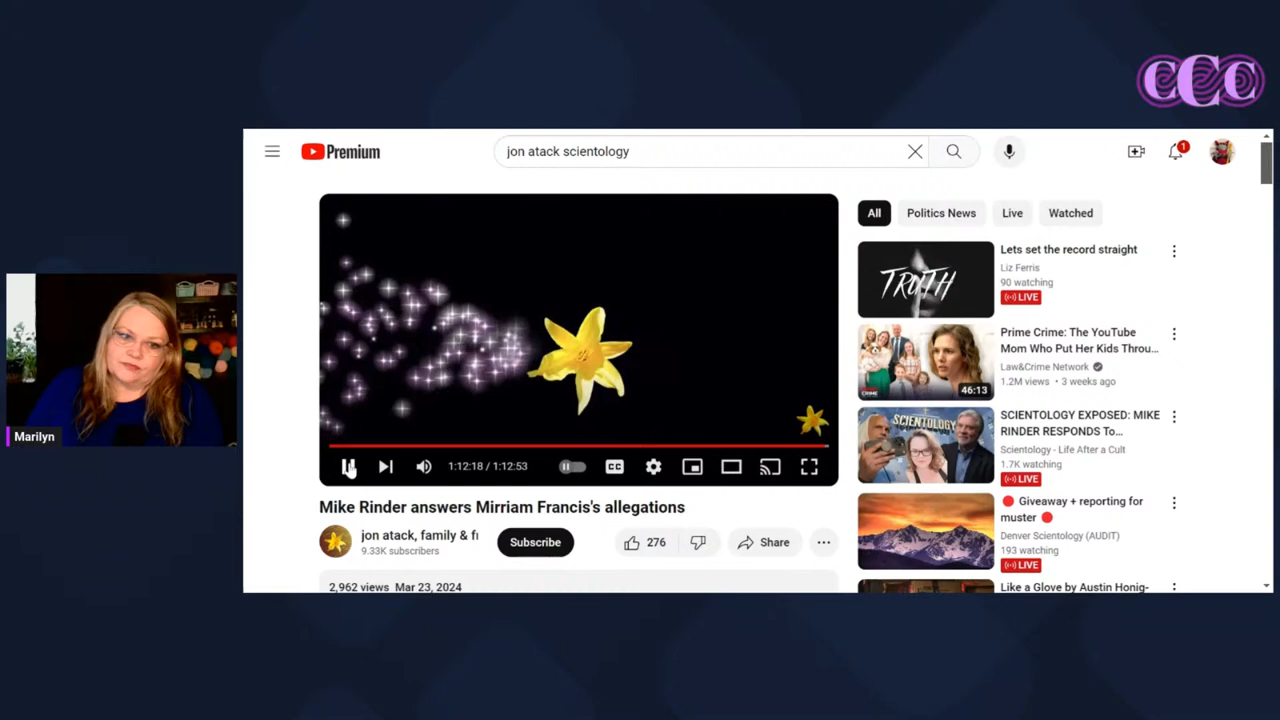 CCC
Premium
jon atack scientology
1
All
Politics News
Live
Watched
TRUTH
Lets set the record straight
Liz Ferris
90 watching
LIVE
46:13
Prime Crime: The YouTube
Mom Who Put Her Kids Throu...
Law&Crime Network
1.2M views • 3 weeks ago
SCIENTOLOGY
SCIENTOLOGY EXPOSED: MIKE
RINDER RESPONDS To...
Scientology - Life After a Cult
1.7K watching
LIVE
Giveaway + reporting for
muster
Denver Scientology (AUDIT)
193 watching
LIVE
Like a Glove by Austin Honig-
Marilyn
1:12:18 / 1:12:53
CC
Mike Rinder answers Mirriam Francis's allegations
jon atack, family & fi
9.33K subscribers
Subscribe
276
Share
2,962 views Mar 23, 2024